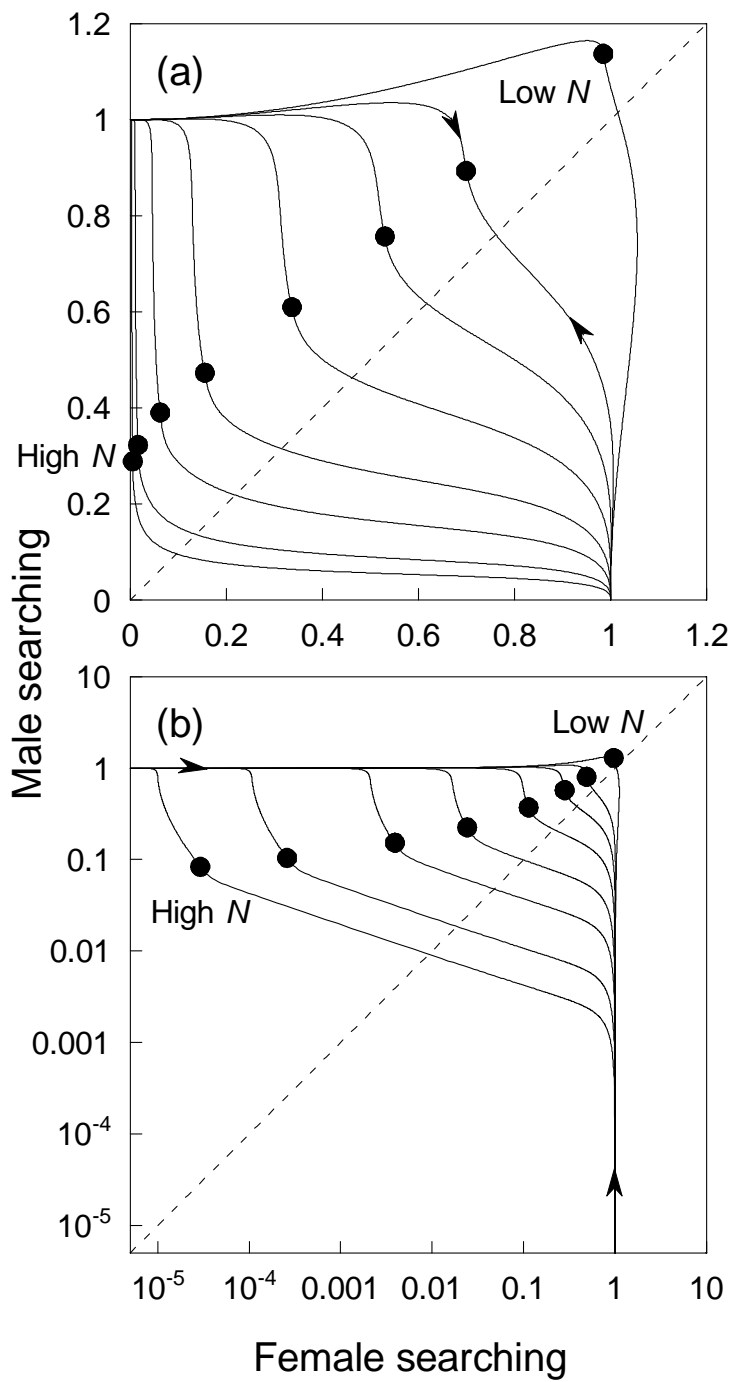 1.2
(a)
Low N
1
0.8
0.6
0.4
High N
0.2
0
0 0.2 0.4 0.6 0.8 1 1.2
Male searching
10
(b)
Low N
1
0.1
High N
0.01
0.001
10⁻⁴
10⁻⁵
10⁻⁵ 10⁻⁴ 0.001 0.01 0.1 1 10
Female searching